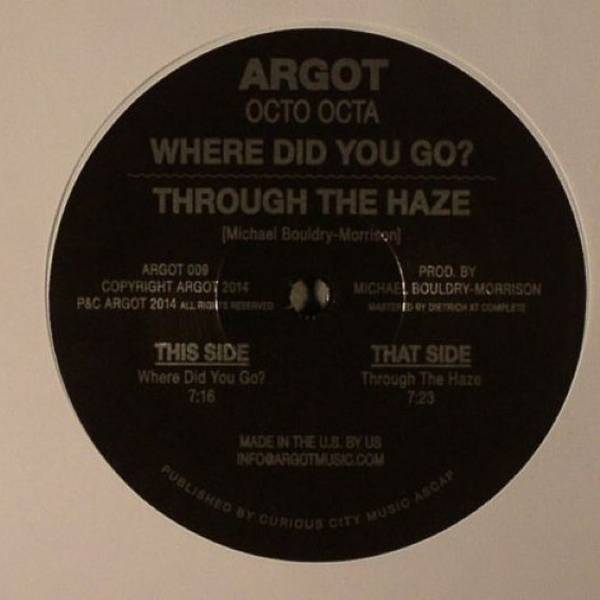 ARGOT
OCTO OCTA
WHERE DID YOU GO?
THROUGH THE HAZE
[Michael Bouldry-Morrison]
ARGOT 009
COPYRIGHT ARGOT 2014
P&C ARGOT 2014 ALL RIGHTS RESERVED
PROD. BY
MICHAEL BOULDRY-MORRISON
MASTERED BY DIETRICH AT COMPLETE
THIS SIDE
Where Did You Go?
7:16
THAT SIDE
Through The Haze
7:23
MADE IN THE U.S. BY US
INFO@ARGOTMUSIC.COM
PUBLISHED BY CURIOUS CITY MUSIC ASCAP